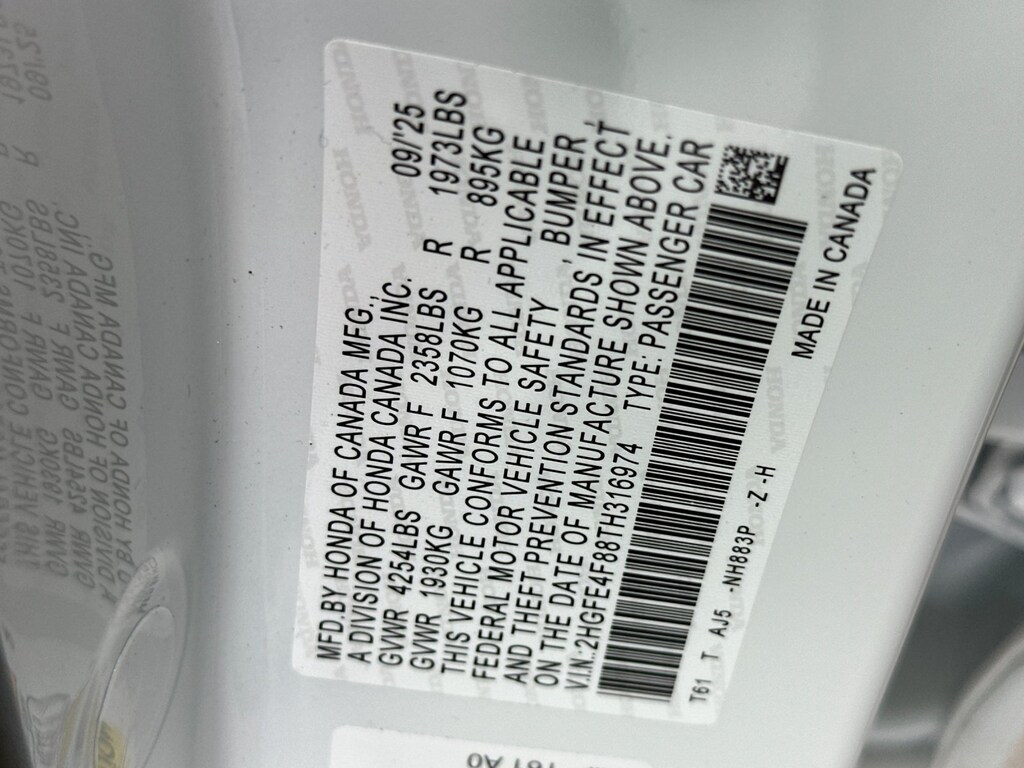 MFD.BY HONDA OF CANADA MFG., 09/'25
A DIVISION OF HONDA CANADA INC.
GVWR 4254LBS GAWR F 2358LBS R 1973LBS
GVWR 1930KG GAWR F 1070KG R 895KG
THIS VEHICLE CONFORMS TO ALL APPLICABLE
FEDERAL MOTOR VEHICLE SAFETY, BUMPER,
AND THEFT PREVENTION STANDARDS IN EFFECT
ON THE DATE OF MANUFACTURE SHOWN ABOVE.
V.I.N.:2HGFE4F88TH316974 TYPE: PASSENGER CAR
T61 T AJ5 -NH883P -Z -H
MADE IN CANADA